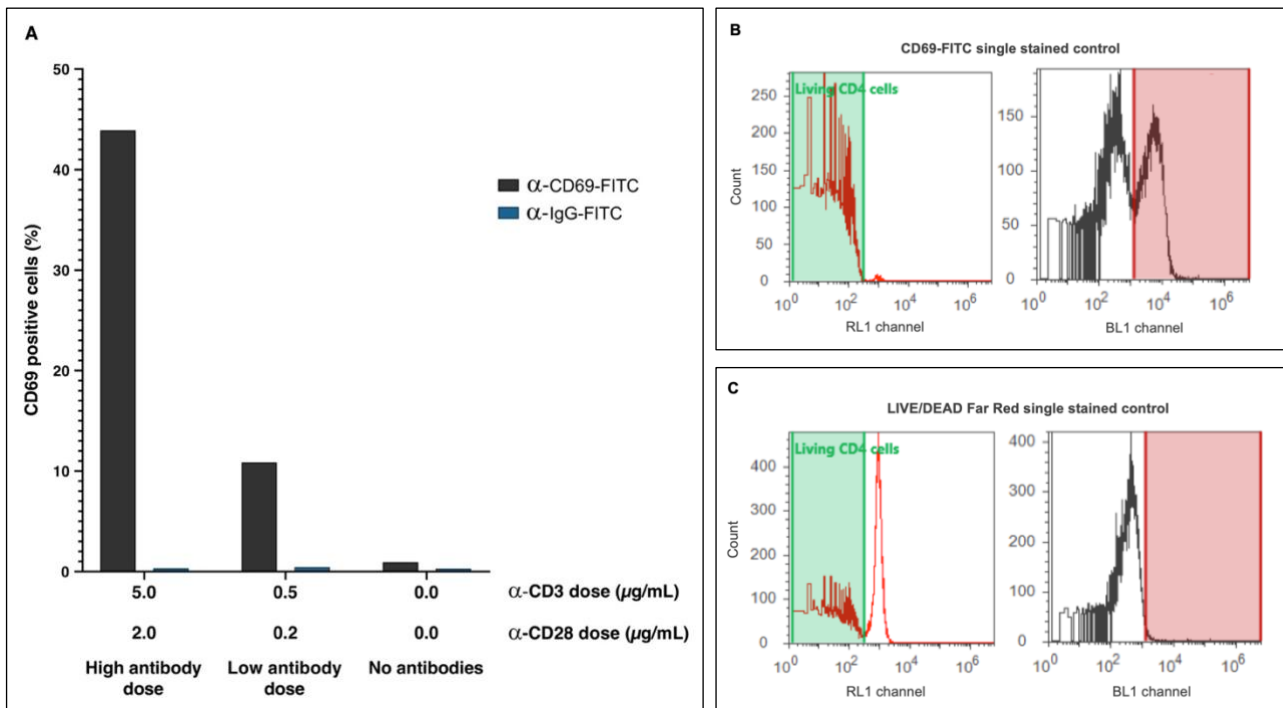 A
50
40
30
20
10
0
CD69 positive cells (%)
α-CD69-FITC
α-IgG-FITC
5.0 0.5 0.0 α-CD3 dose (µg/mL)
2.0 0.2 0.0 α-CD28 dose (µg/mL)
High antibody dose
Low antibody dose
No antibodies
B
CD69-FITC single stained control
Living CD4 cells
250
200
150
100
50
0
Count
10⁰ 10² 10⁴ 10⁶
RL1 channel
150
100
50
0
10⁰ 10² 10⁴ 10⁶
BL1 channel
C
LIVE/DEAD Far Red single stained control
Living CD4 cells
400
300
200
100
0
Count
10⁰ 10² 10⁴ 10⁶
RL1 channel
400
300
200
100
0
10⁰ 10² 10⁴ 10⁶
BL1 channel